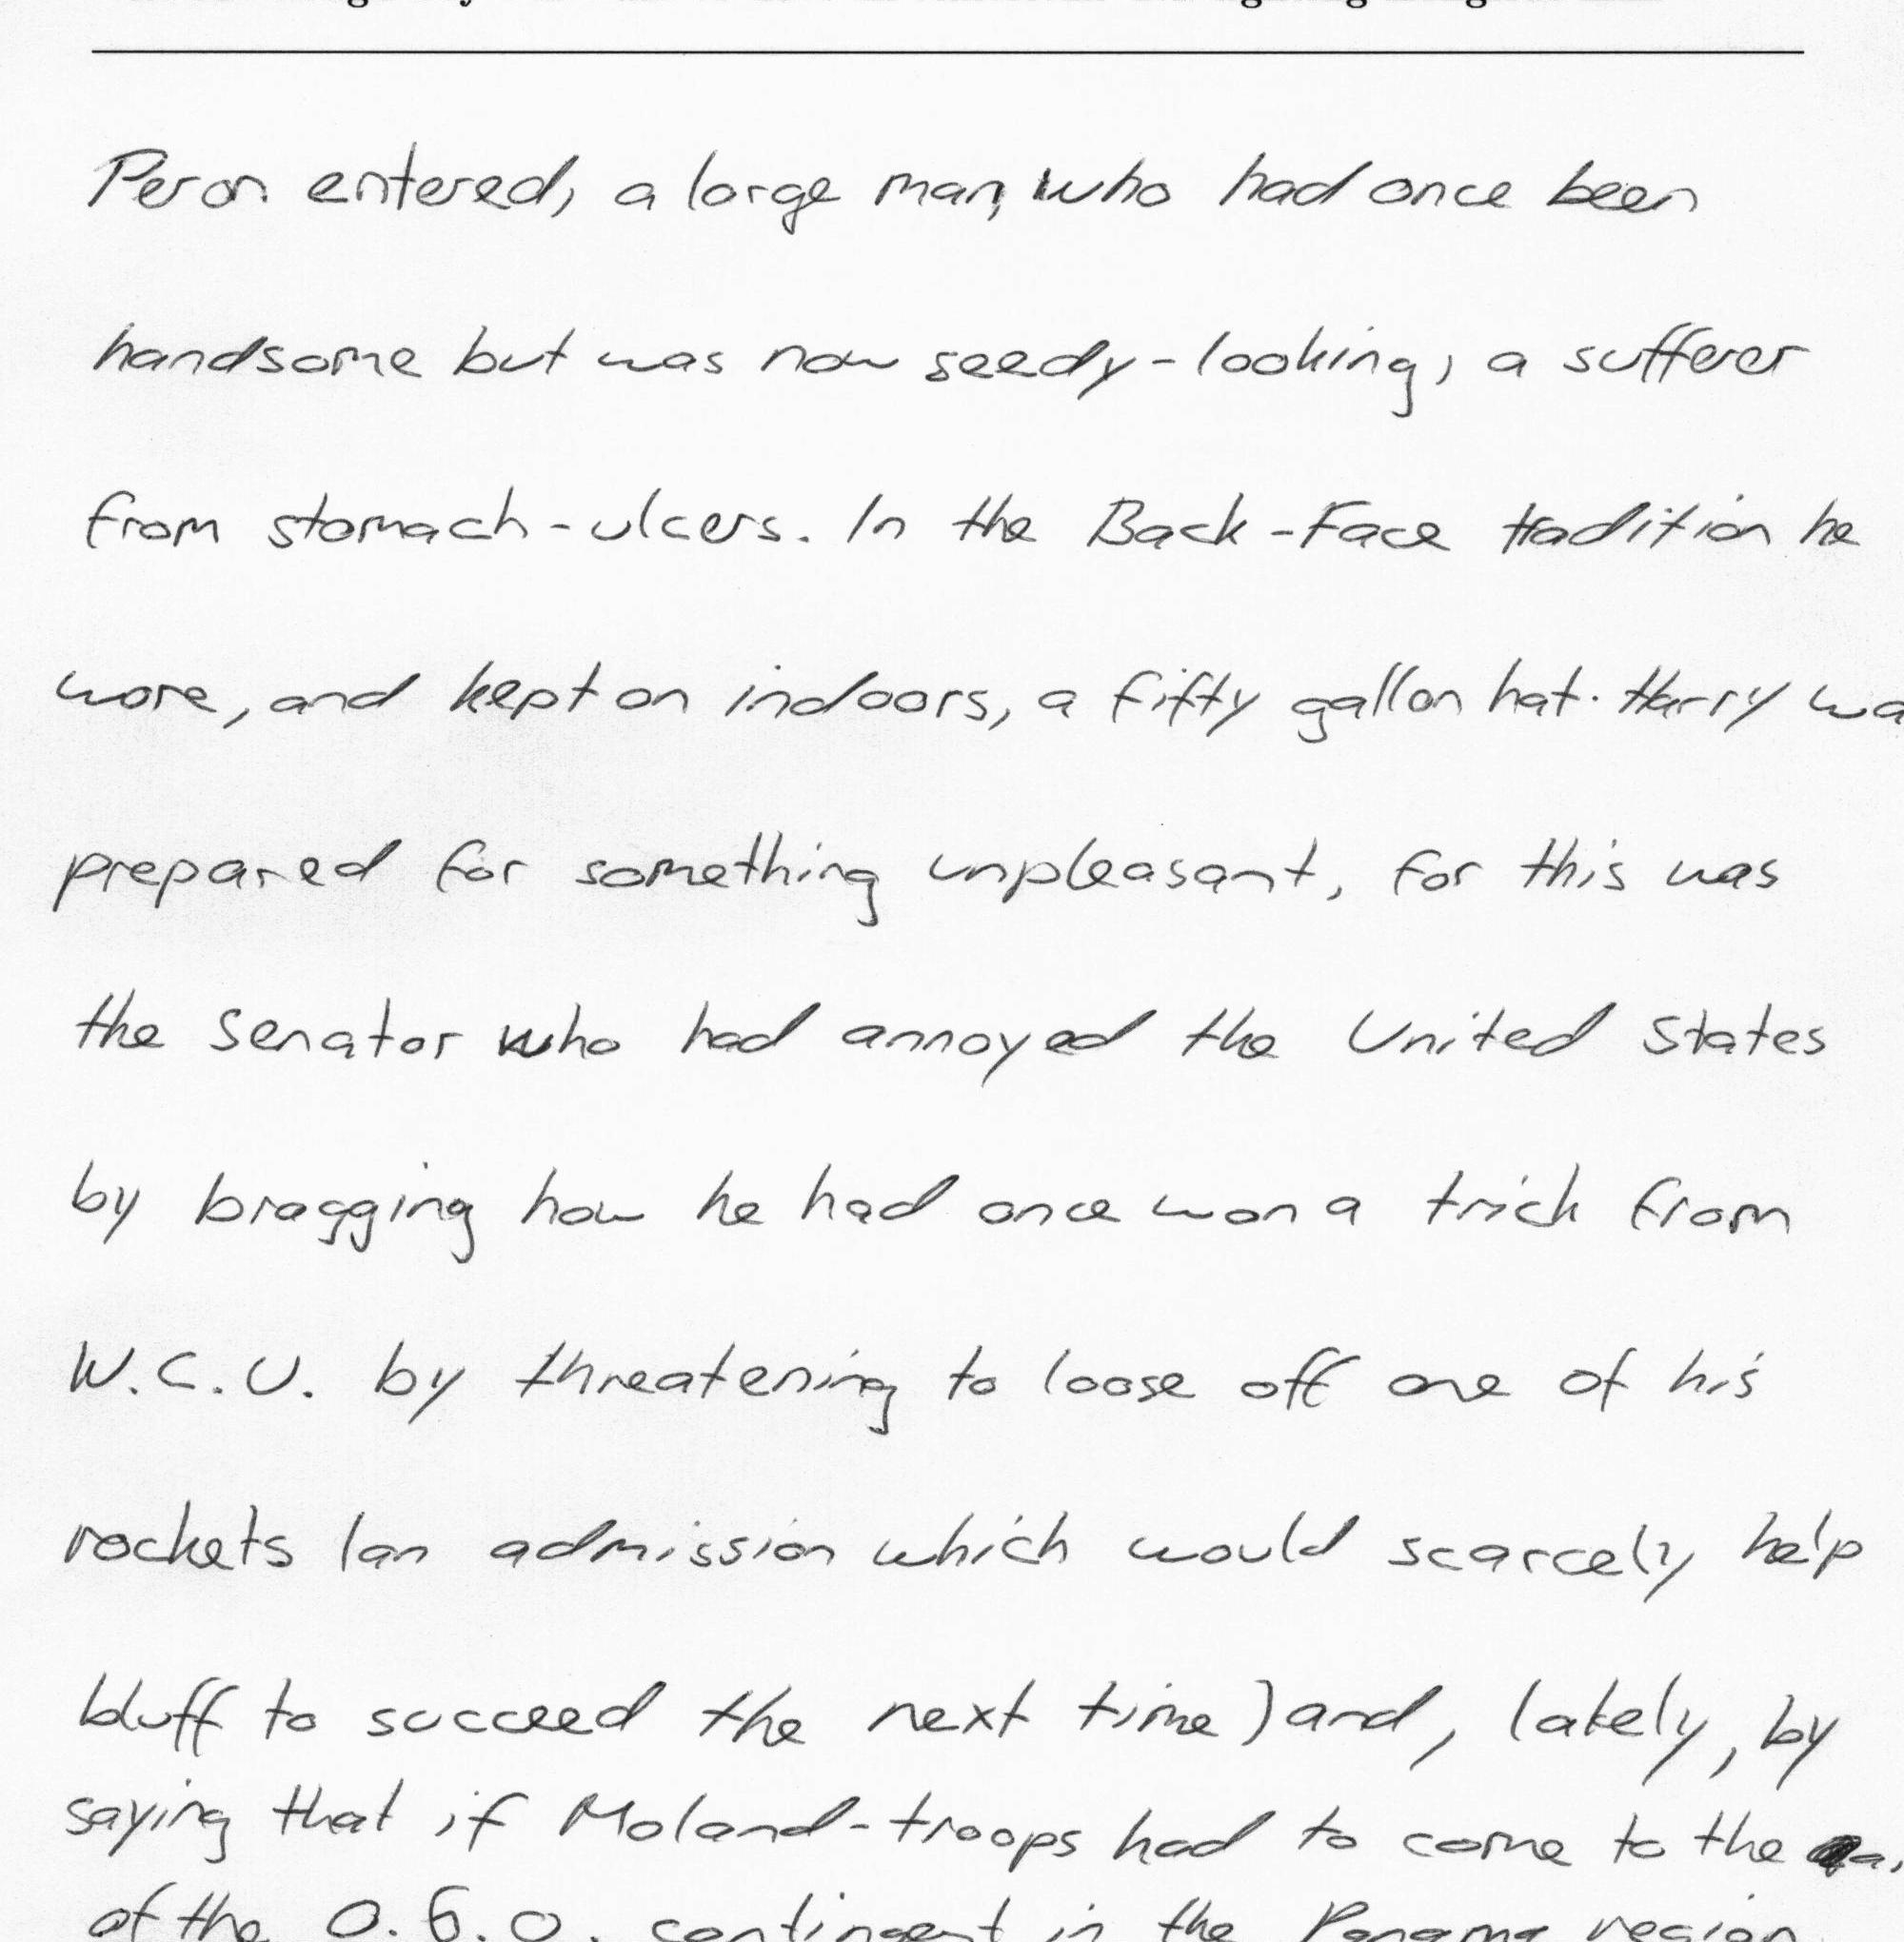 Peron entered, a large man, who had once been
handsome but was now seedy-looking, a sufferer
from stomach-ulcers. In the Back-Face tradition he
wore, and kept on indoors, a fifty gallon hat. Harry wa
prepared for something unpleasant, for this was
the Senator who had annoyed the United States
by bragging how he had once won a trick from
W.C.U. by threatening to loose off one of his
rockets (an admission which would scarcely help
bluff to succeed the next time) and, lately, by
saying that if Moland-troops had to come to the
of the O.G.O. contingent in the Panama region